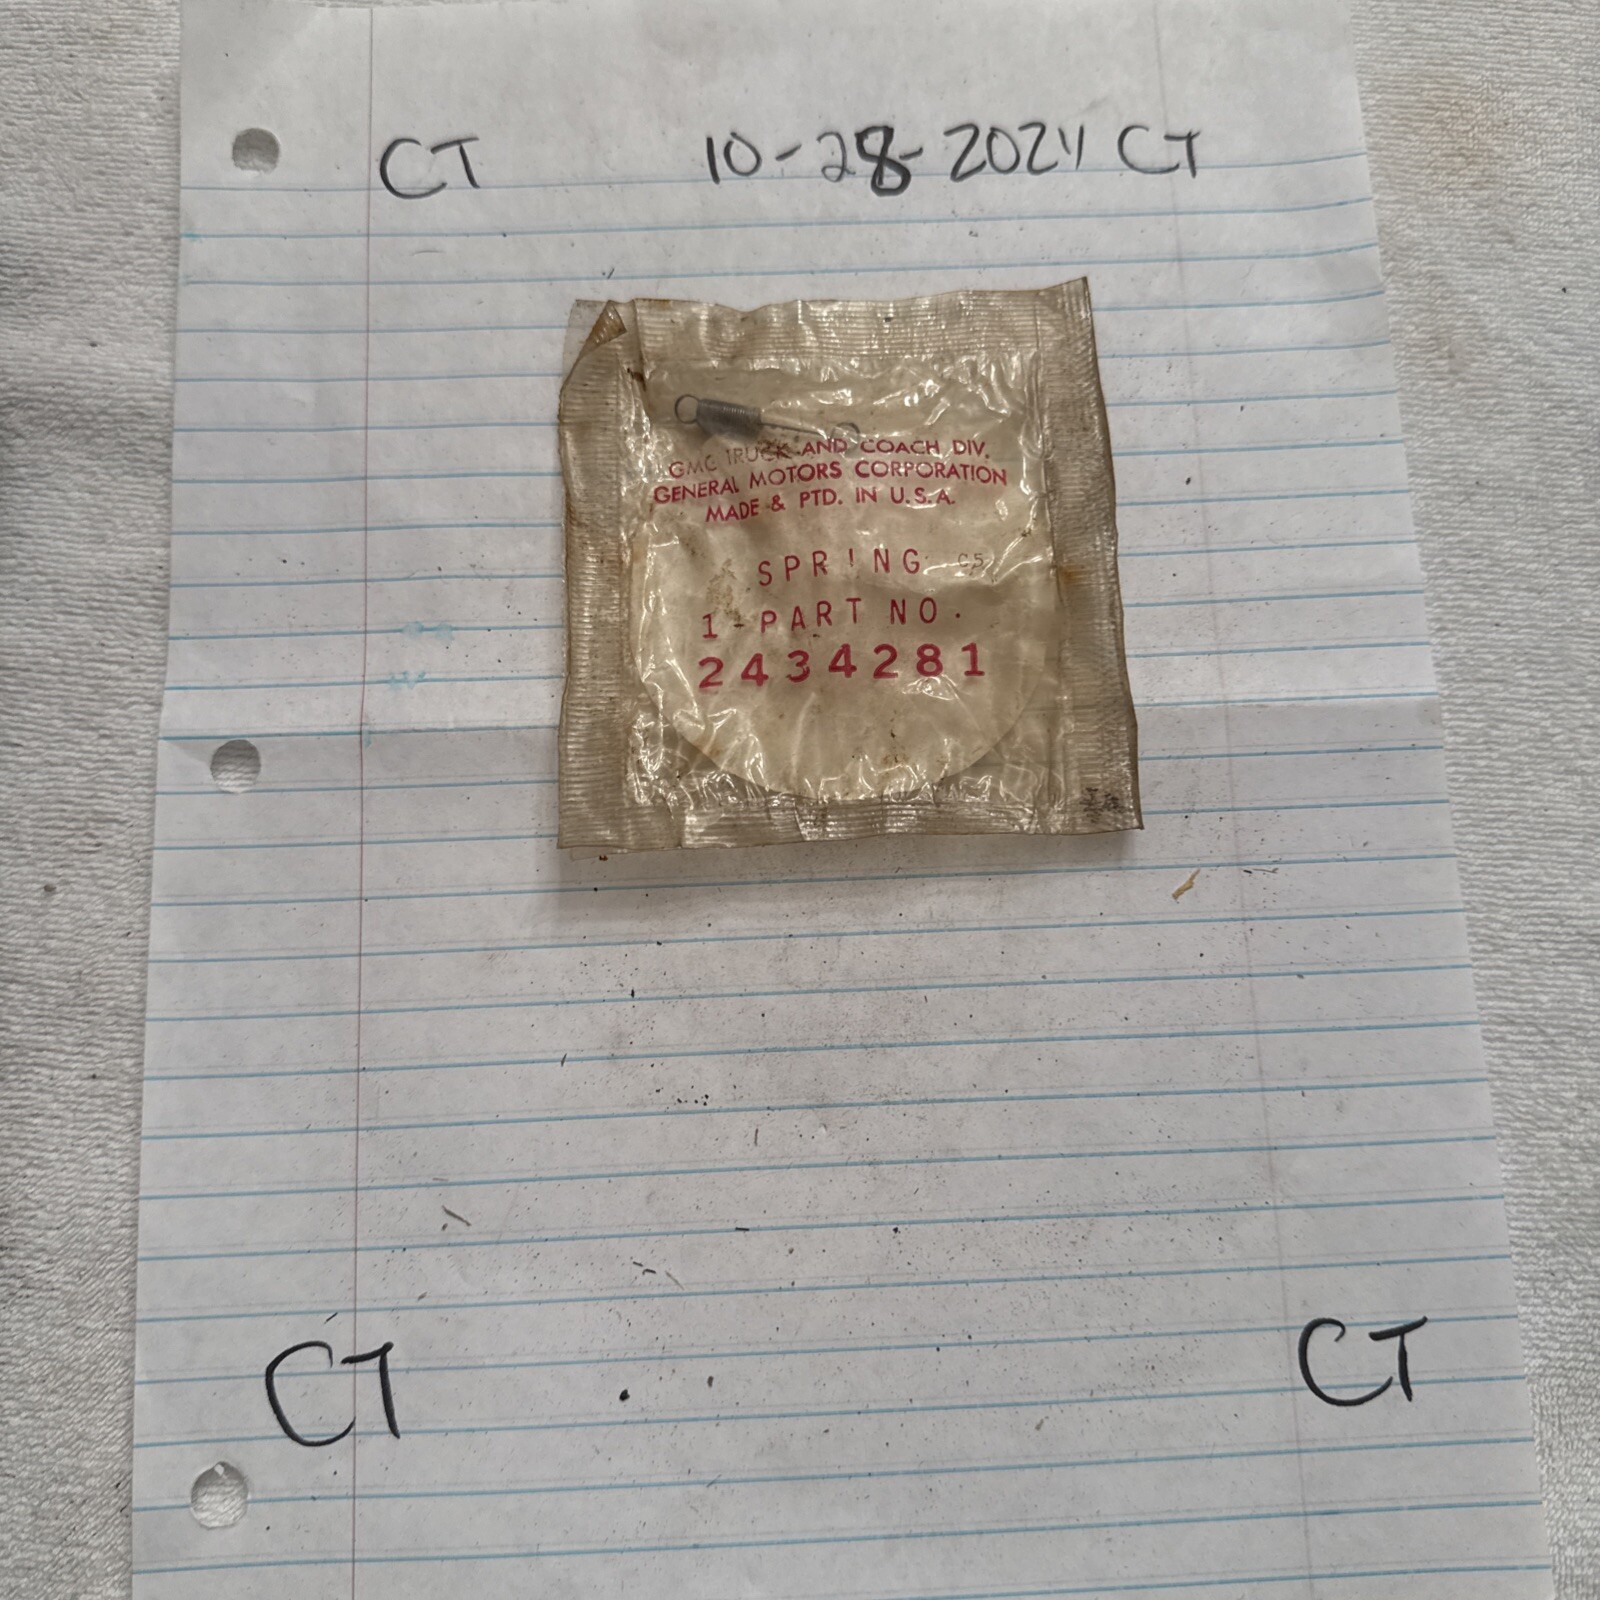 CT 10-28-2024 CT
GMC TRUCK AND COACH DIV.
GENERAL MOTORS CORPORATION
MADE & PTD. IN U.S.A.
SPRING C5
1-PART NO.
2434281
CT CT